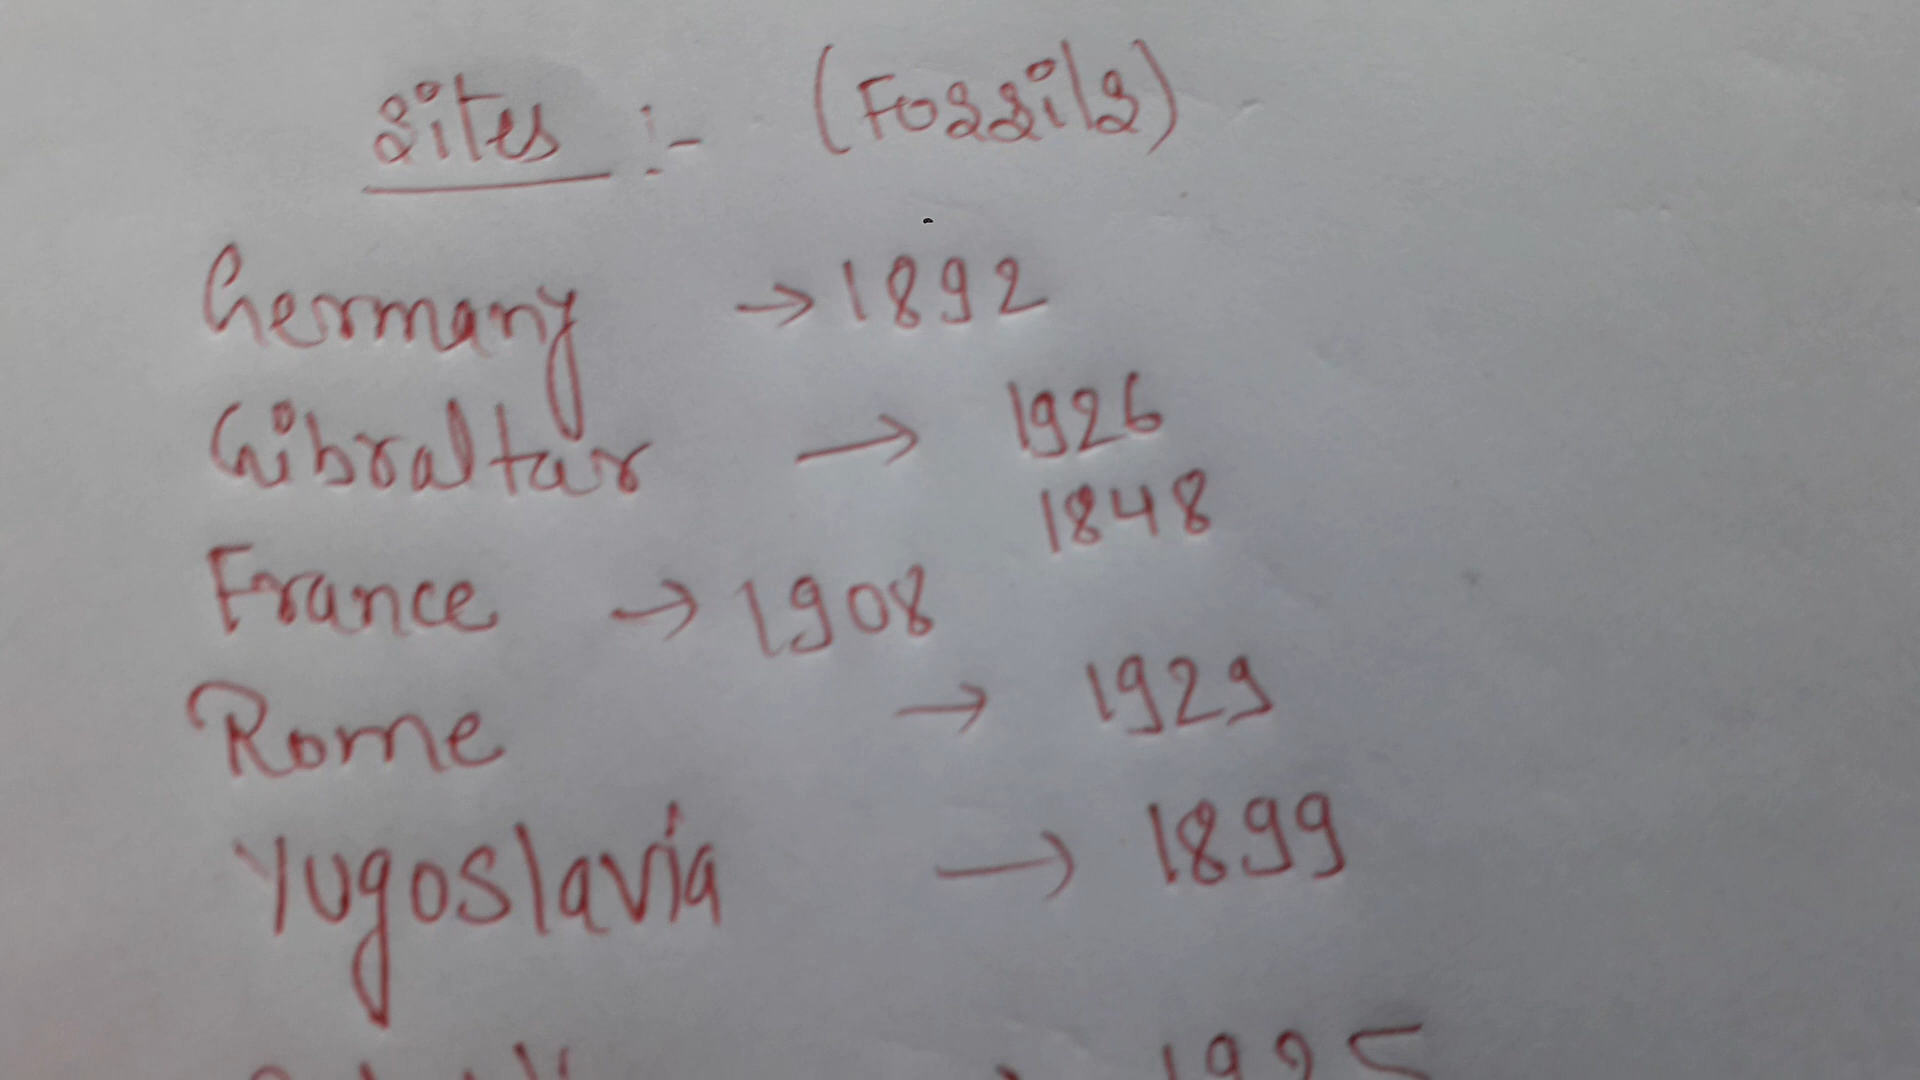 Sites :- (Fossils)
Germany → 1892
Gibraltar → 1926
1848
France → 1908
Rome → 1929
Yugoslavia → 1899